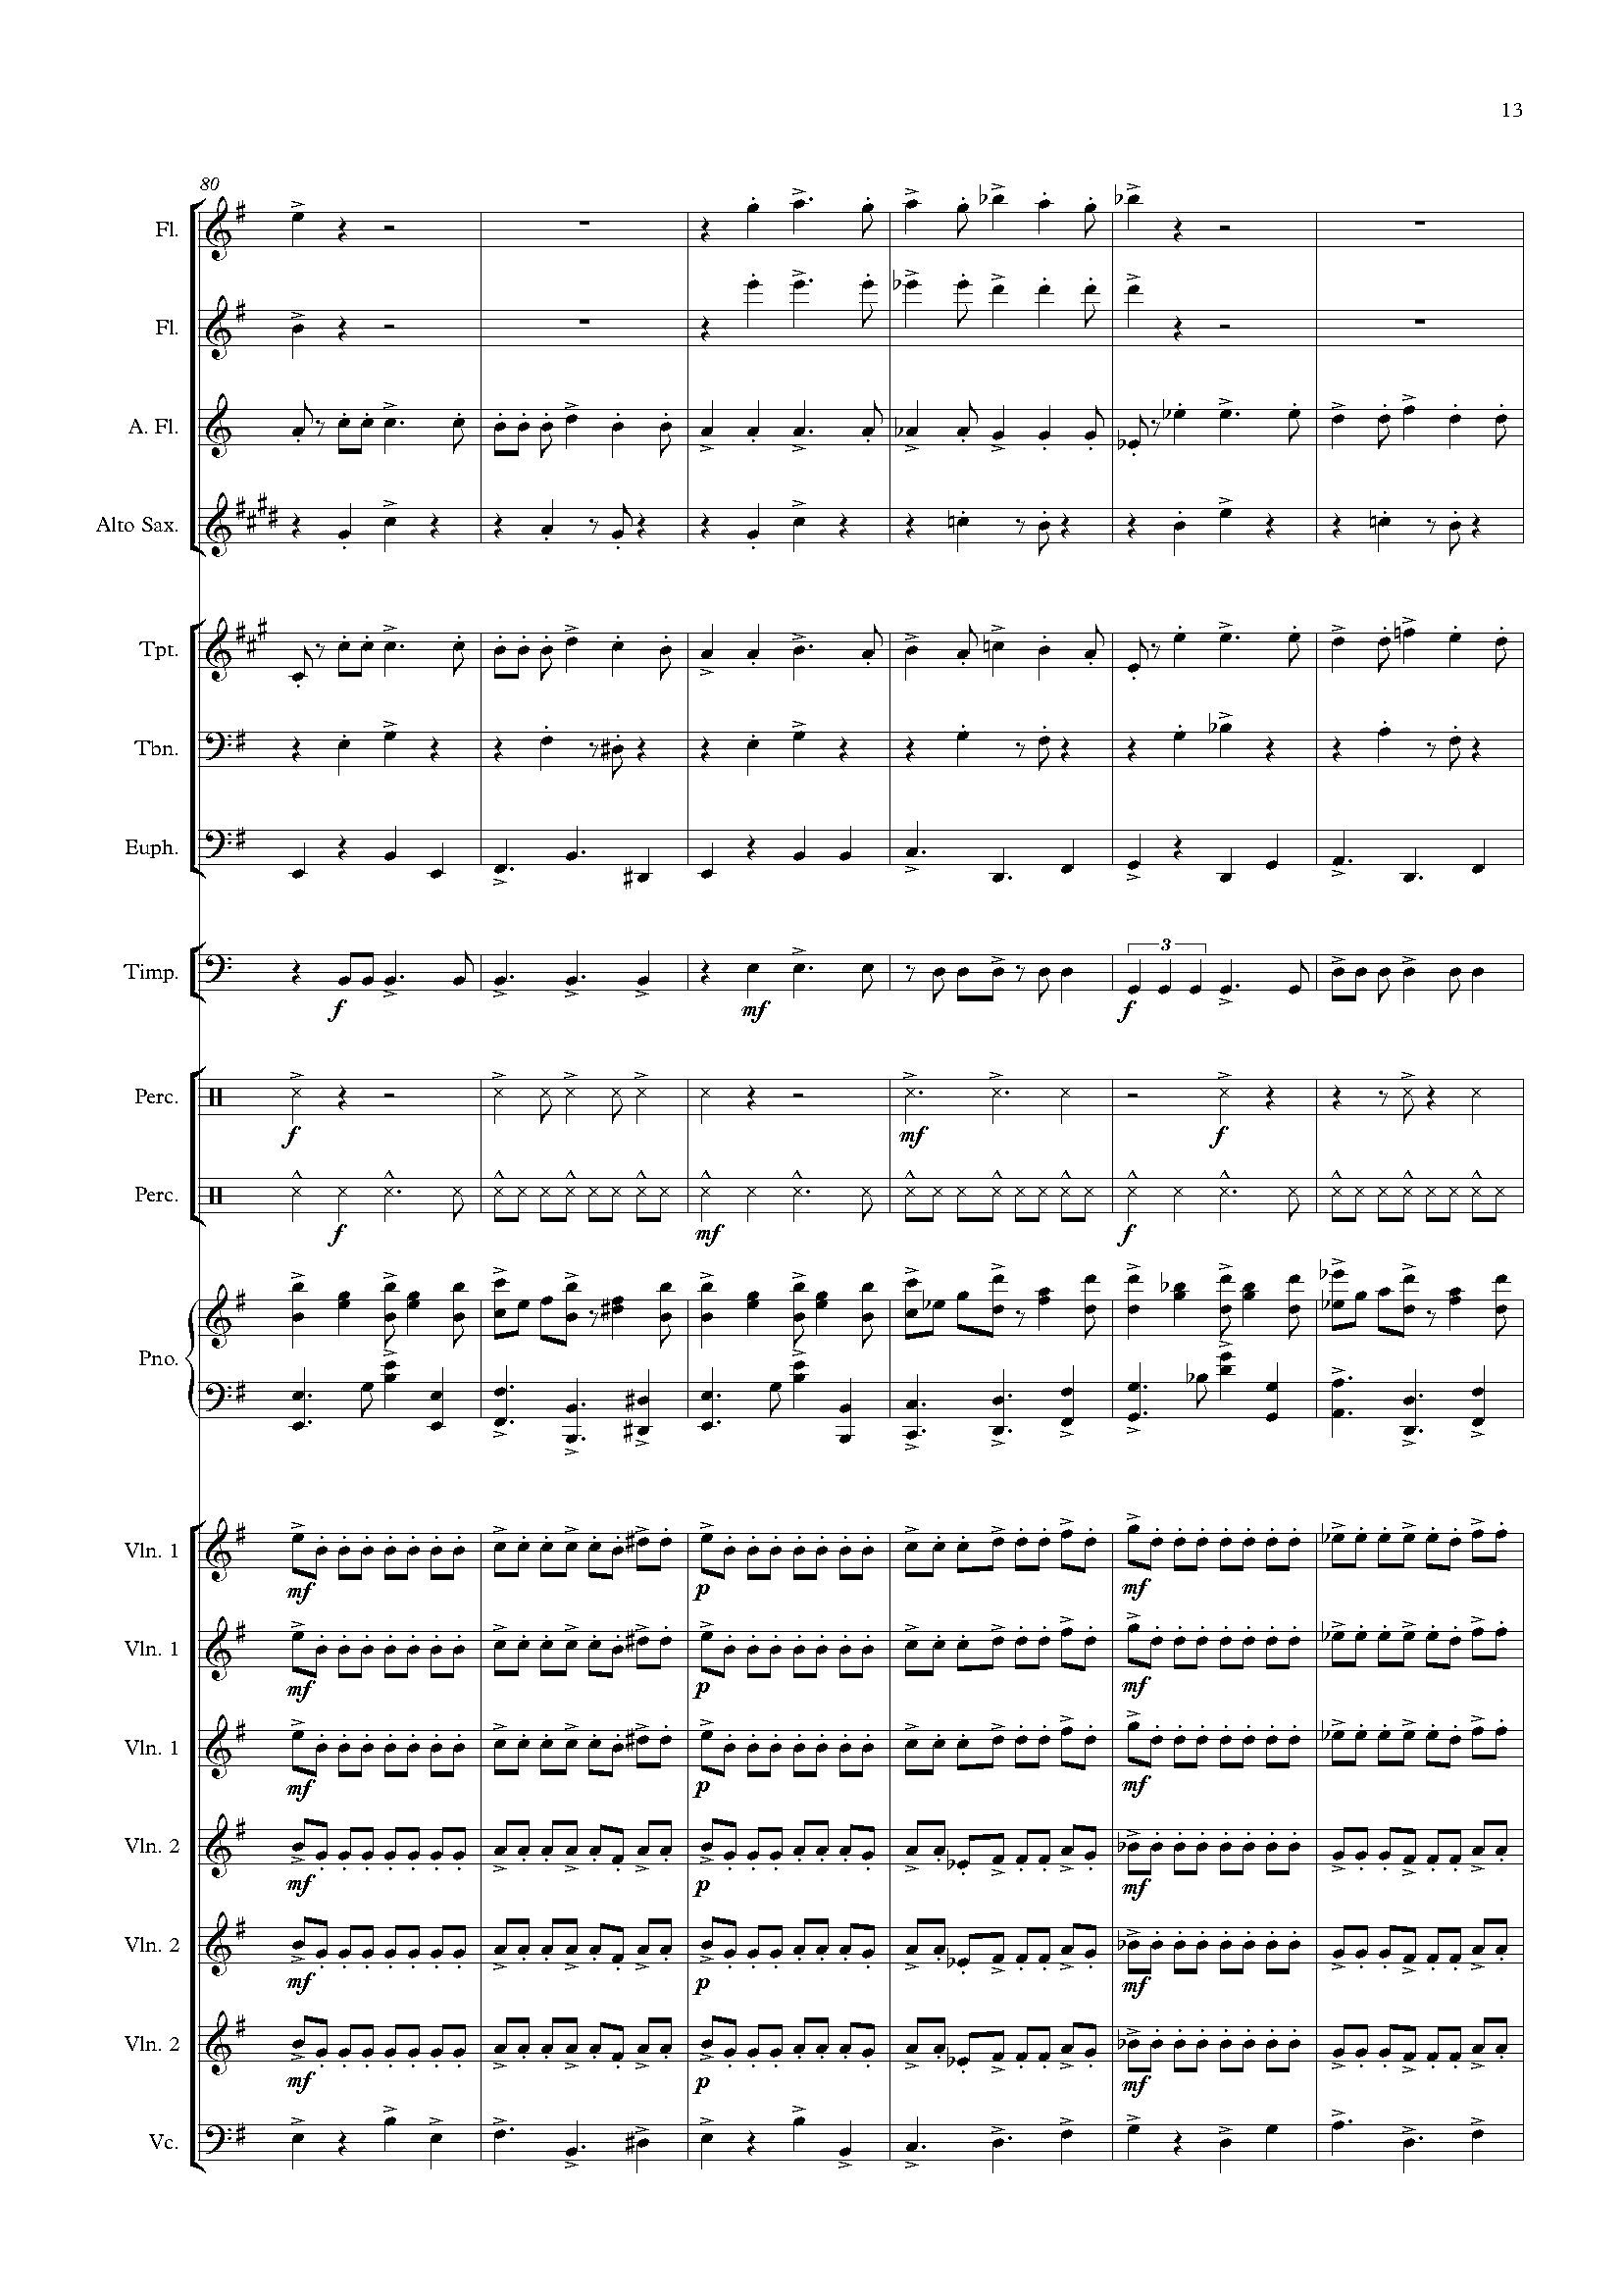 13
80
Fl.
Fl.
A. Fl.
Alto Sax.
Tpt.
Tbn.
Euph.
3
Timp.
f mf f
Perc.
f mf f
Perc.
f mf f
Pno.
Vln. 1
mf p mf
Vln. 1
mf p mf
Vln. 1
mf p mf
Vln. 2
mf p mf
Vln. 2
mf p mf
Vln. 2
mf p mf
Vc.